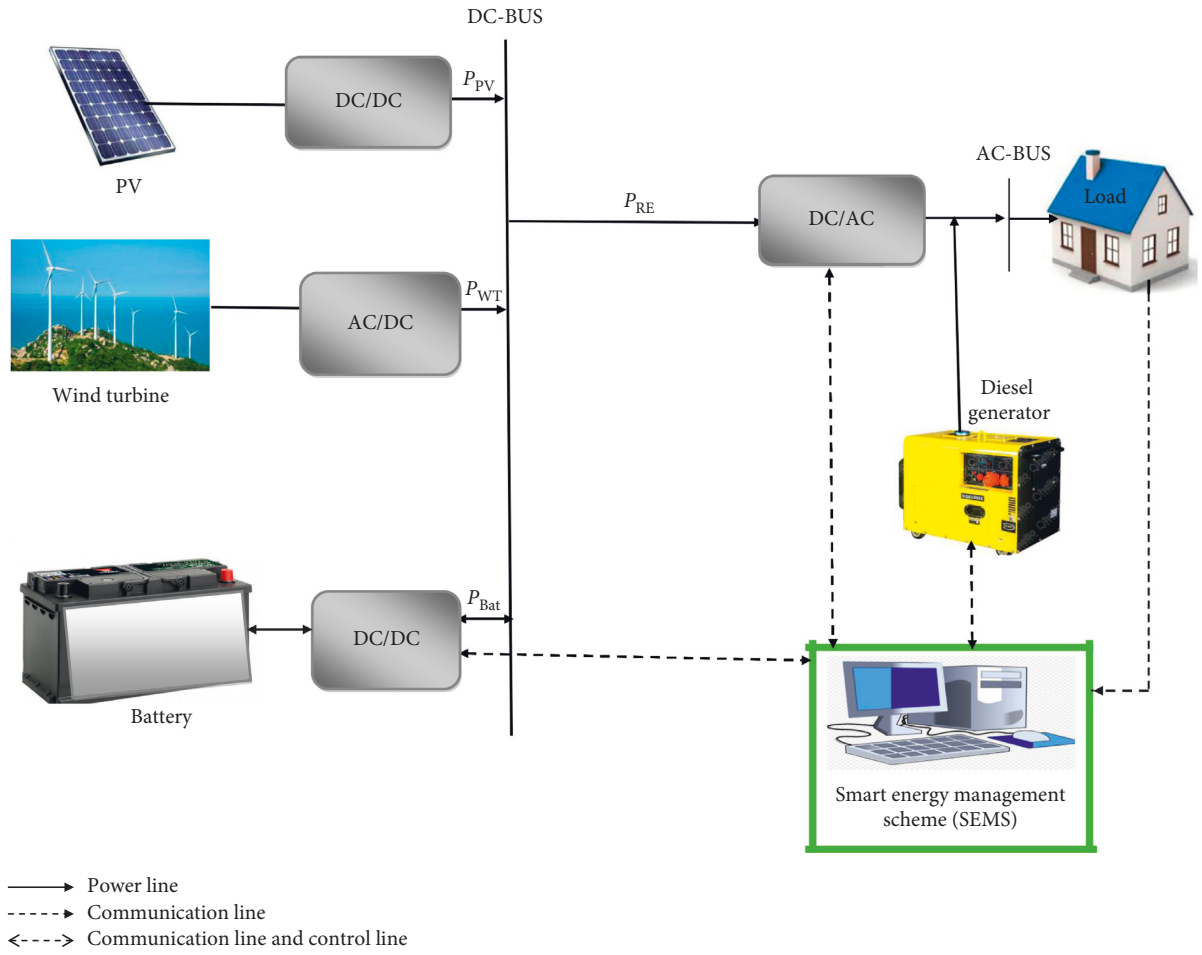 DC-BUS
P_PV
DC/DC
PV
AC-BUS
Load
P_RE
DC/AC
P_WT
AC/DC
Wind turbine
Diesel
generator
P_Bat
DC/DC
Battery
Smart energy management
scheme (SEMS)
Power line
Communication line
Communication line and control line